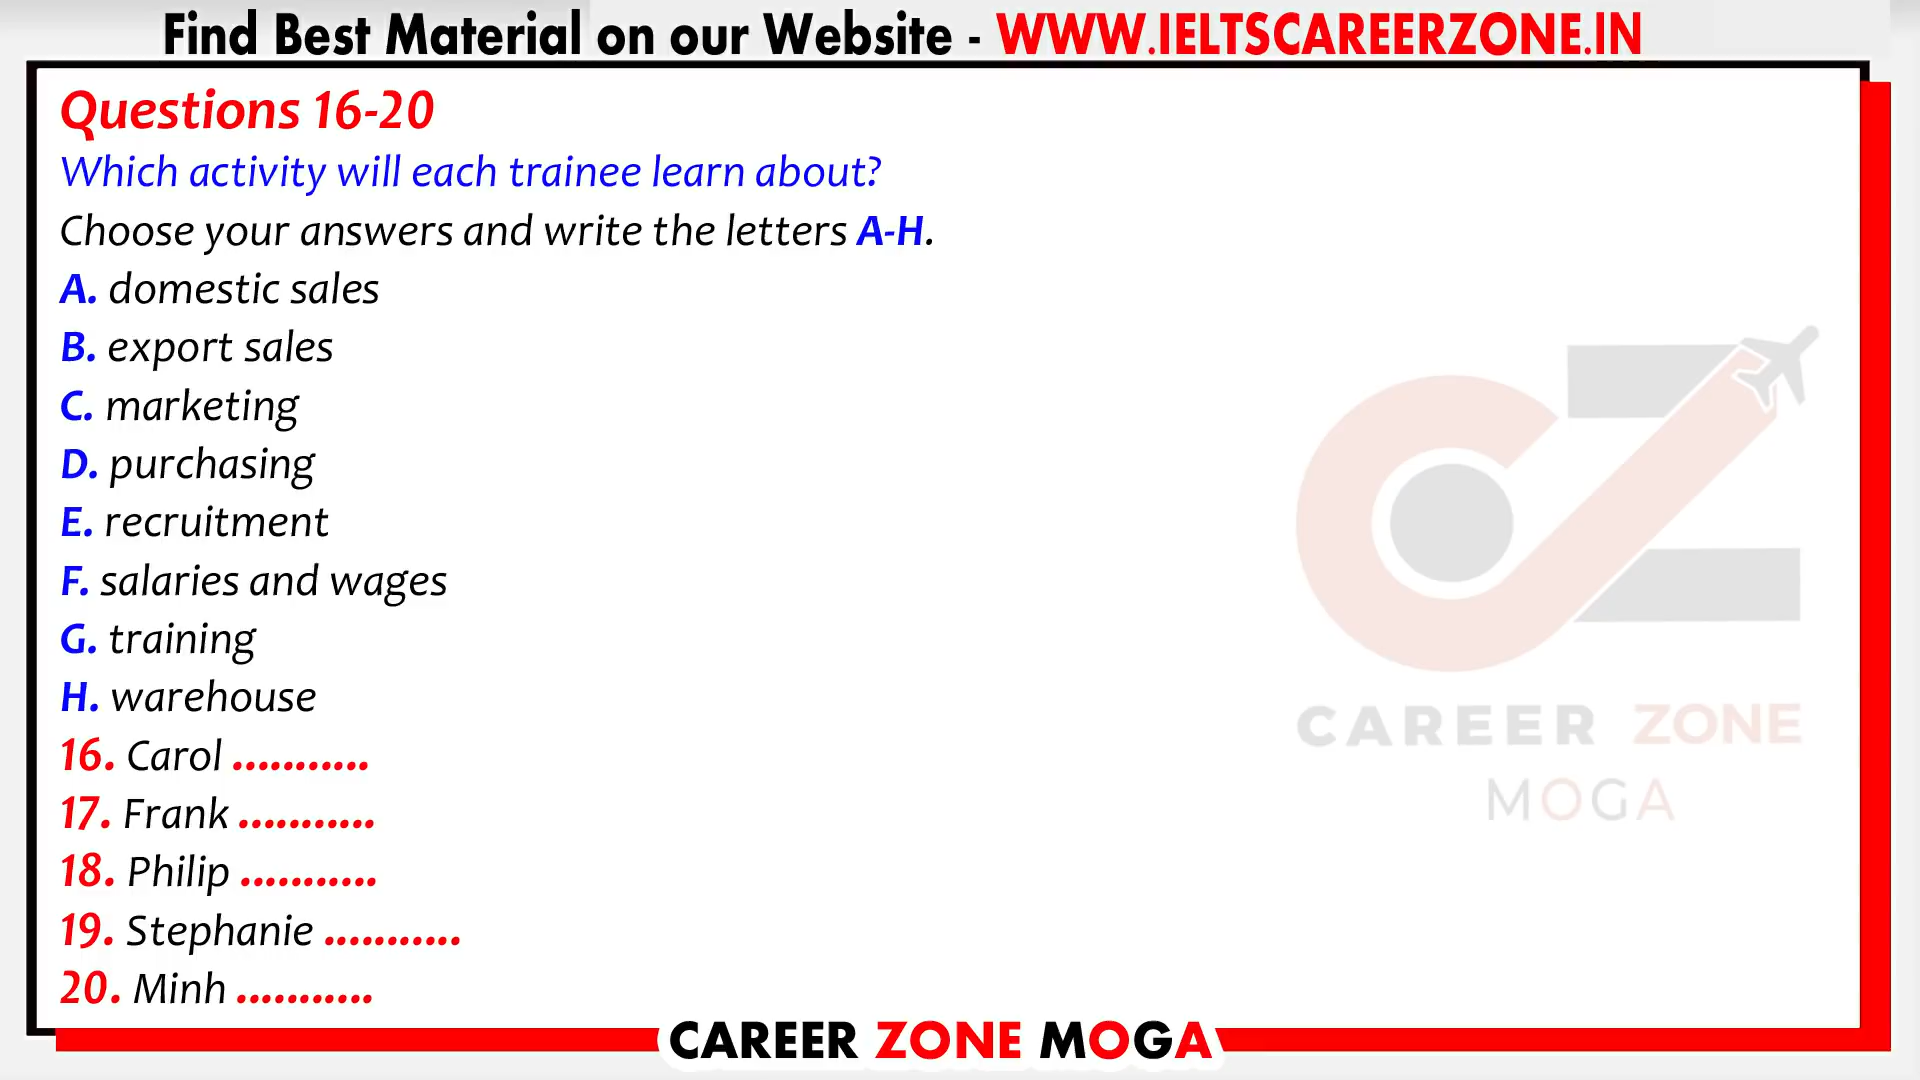 Find Best Material on our Website - WWW.IELTSCAREERZONE.IN
Questions 16-20
Which activity will each trainee learn about?
Choose your answers and write the letters A-H.
A. domestic sales
B. export sales
C. marketing
D. purchasing
E. recruitment
F. salaries and wages
G. training
H. warehouse
CAREER ZONE
MOGA
16. Carol ...........
17. Frank ...........
18. Philip ...........
19. Stephanie ...........
20. Minh ...........
CAREER ZONE MOGA